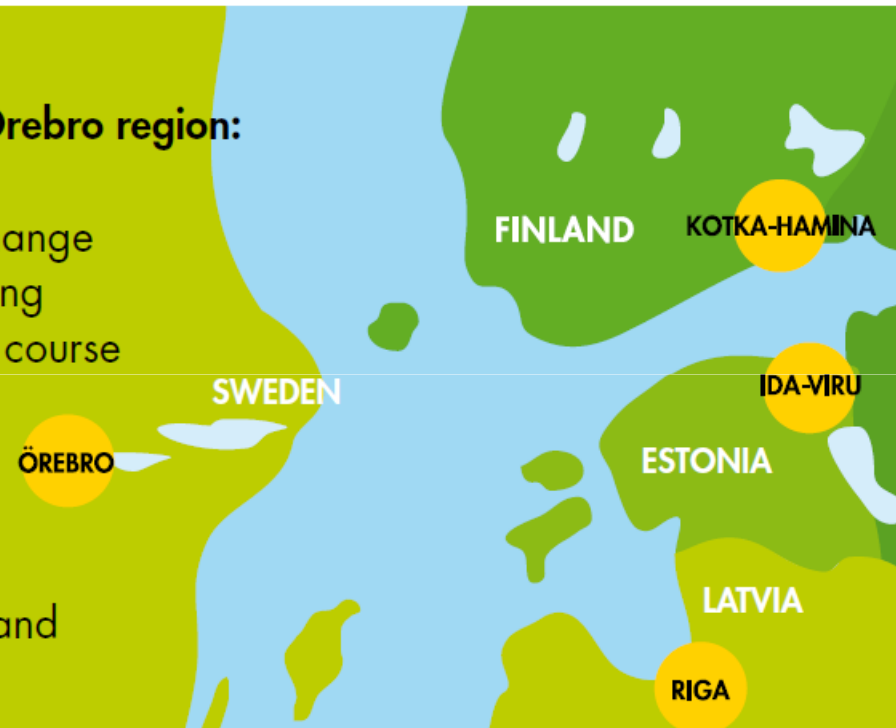 Örebro region:
ange
ng
course
and
FINLAND
KOTKA-HAMINA
SWEDEN
IDA-VIRU
ÖREBRO
ESTONIA
LATVIA
RIGA